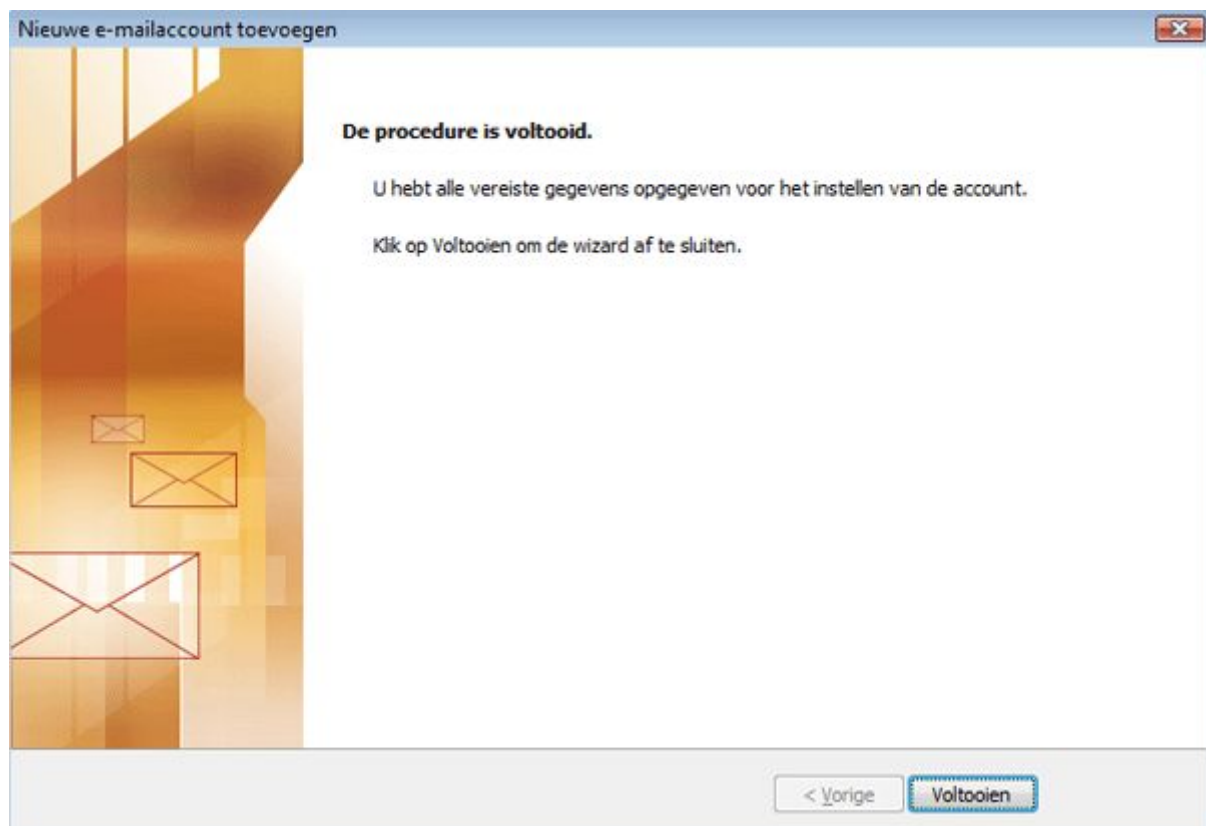 Nieuwe e-mailaccount toevoegen
De procedure is voltooid.
U hebt alle vereiste gegevens opgegeven voor het instellen van de account.
Klik op Voltooien om de wizard af te sluiten.
< Vorige
Voltooien